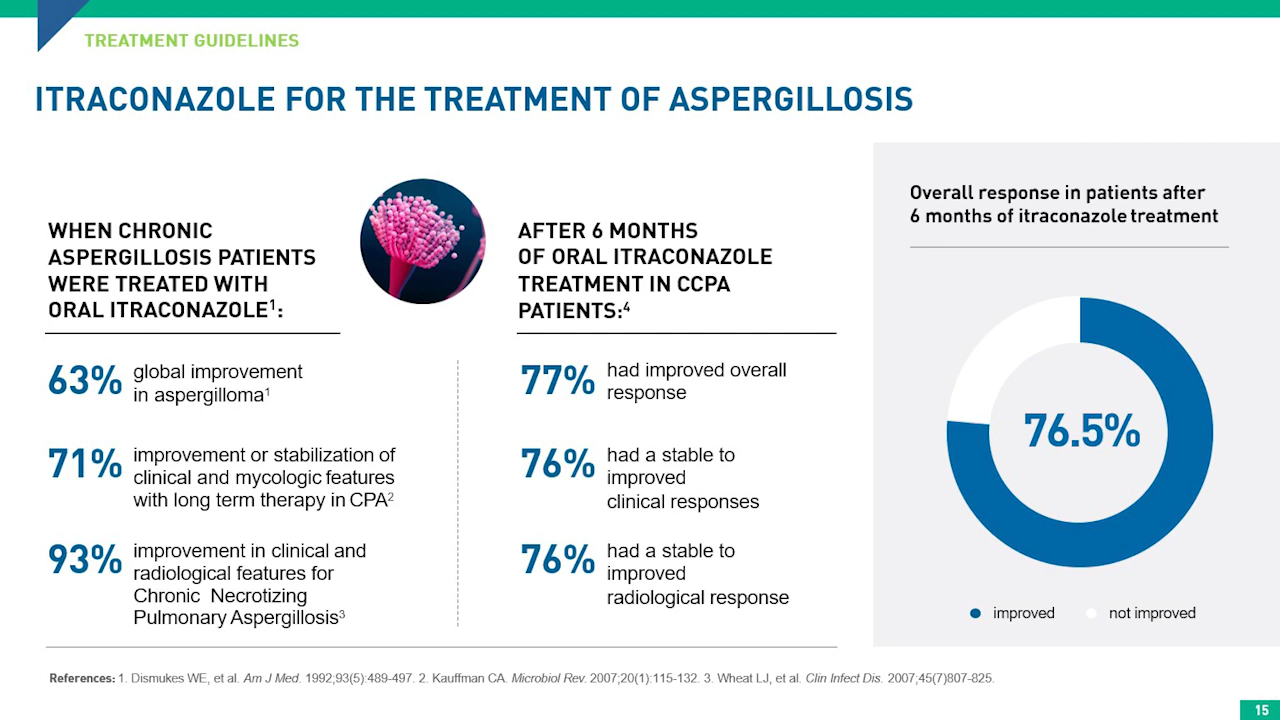 TREATMENT GUIDELINES
ITRACONAZOLE FOR THE TREATMENT OF ASPERGILLOSIS
WHEN CHRONIC
ASPERGILLOSIS PATIENTS
WERE TREATED WITH
ORAL ITRACONAZOLE¹:
63% global improvement
in aspergilloma¹
71% improvement or stabilization of
clinical and mycologic features
with long term therapy in CPA²
93% improvement in clinical and
radiological features for
Chronic Necrotizing
Pulmonary Aspergillosis³
AFTER 6 MONTHS
OF ORAL ITRACONAZOLE
TREATMENT IN CCPA
PATIENTS:⁴
77% had improved overall
response
76% had a stable to
improved
clinical responses
76% had a stable to
improved
radiological response
Overall response in patients after
6 months of itraconazole treatment
76.5%
improved not improved
References: 1. Dismukes WE, et al. Am J Med. 1992;93(5):489-497. 2. Kauffman CA. Microbiol Rev. 2007;20(1):115-132. 3. Wheat LJ, et al. Clin Infect Dis. 2007;45(7)807-825.
15